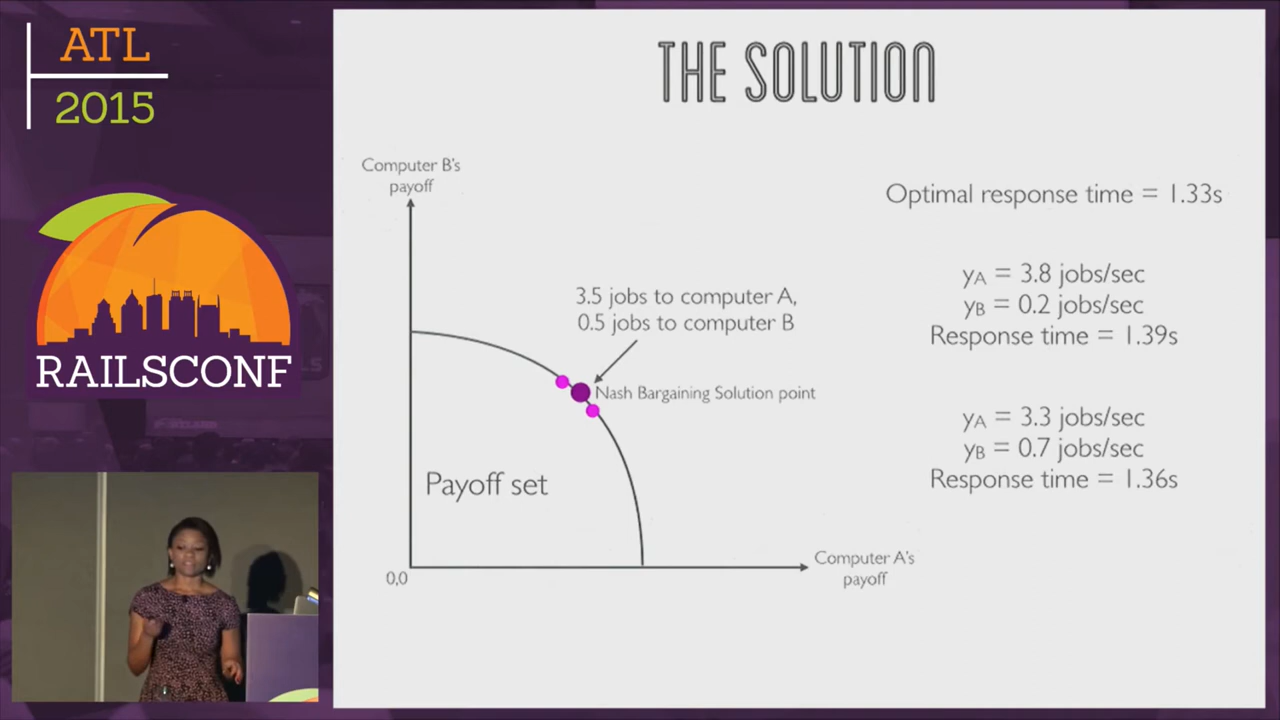 ATL
2015
RAILSCONF
THE SOLUTION
Computer B's
payoff
Optimal response time = 1.33s
yA = 3.8 jobs/sec
yB = 0.2 jobs/sec
Response time = 1.39s
3.5 jobs to computer A,
0.5 jobs to computer B
Nash Bargaining Solution point
yA = 3.3 jobs/sec
yB = 0.7 jobs/sec
Response time = 1.36s
Payoff set
0,0
Computer A's
payoff